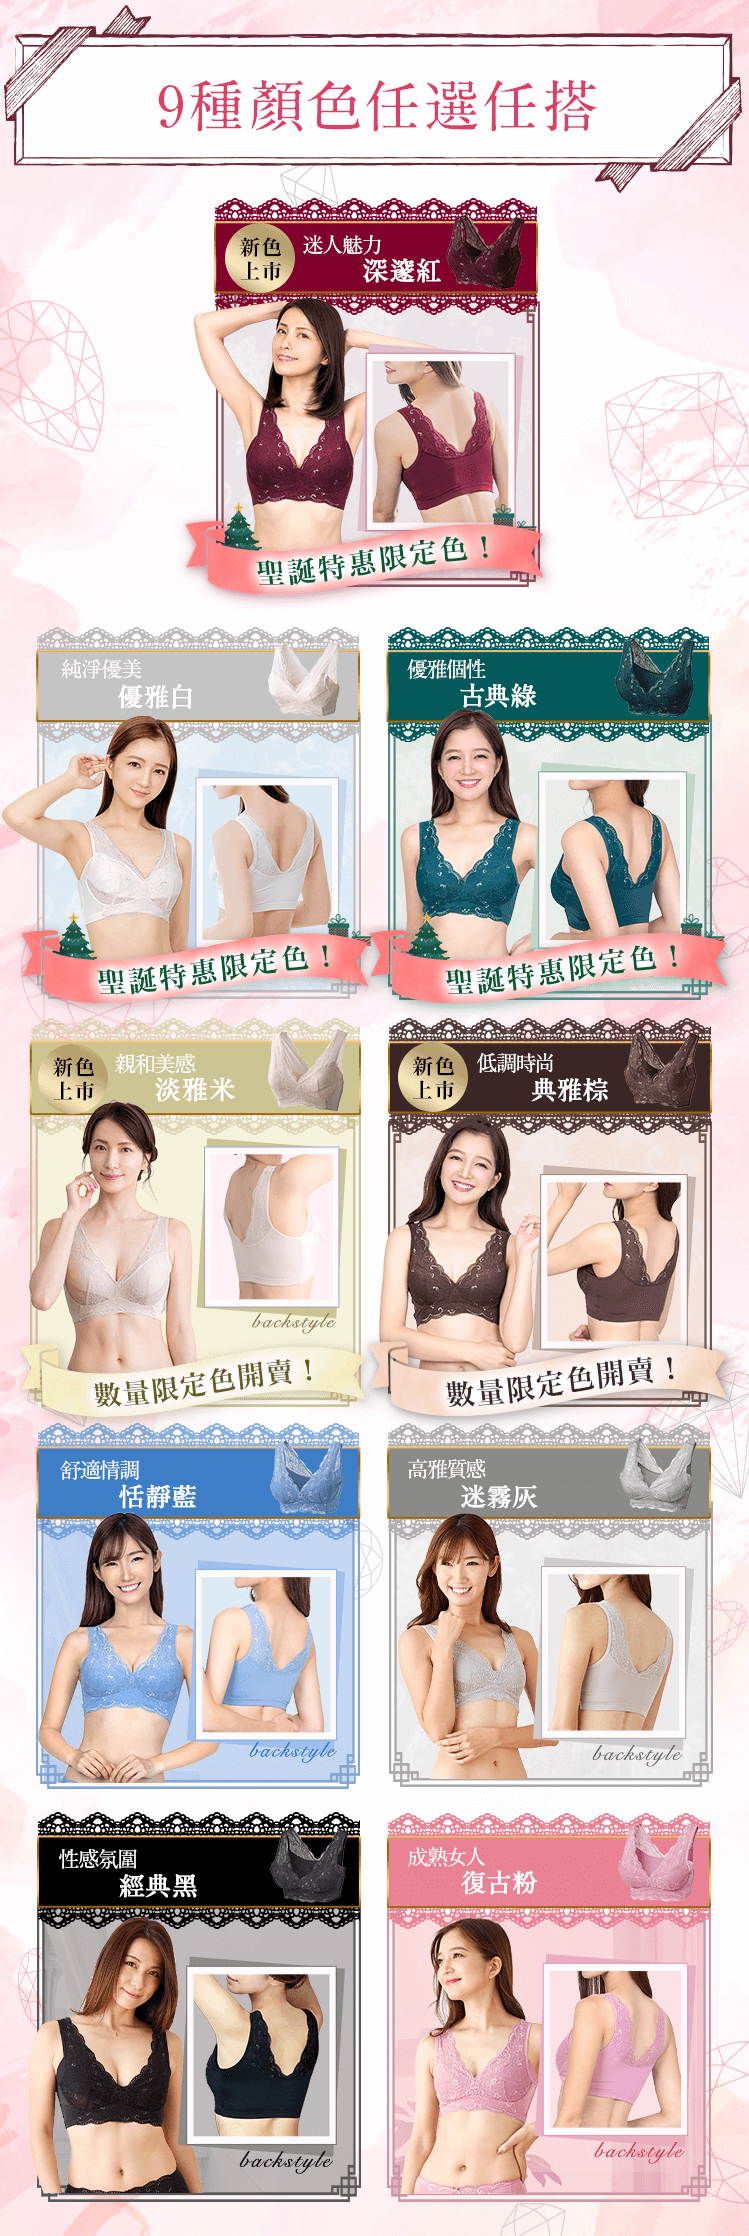 9種顏色任選任搭
新色
上市
迷人魅力
深邃紅
聖誕特惠限定色！
純淨優美
優雅白
聖誕特惠限定色！
優雅個性
古典綠
聖誕特惠限定色！
新色
上市
親和美感
淡雅米
backstyle
數量限定色開賣！
新色
上市
低調時尚
典雅棕
數量限定色開賣！
舒適情調
恬靜藍
backstyle
高雅質感
迷霧灰
backstyle
性感氛圍
經典黑
backstyle
成熟女人
復古粉
backstyle